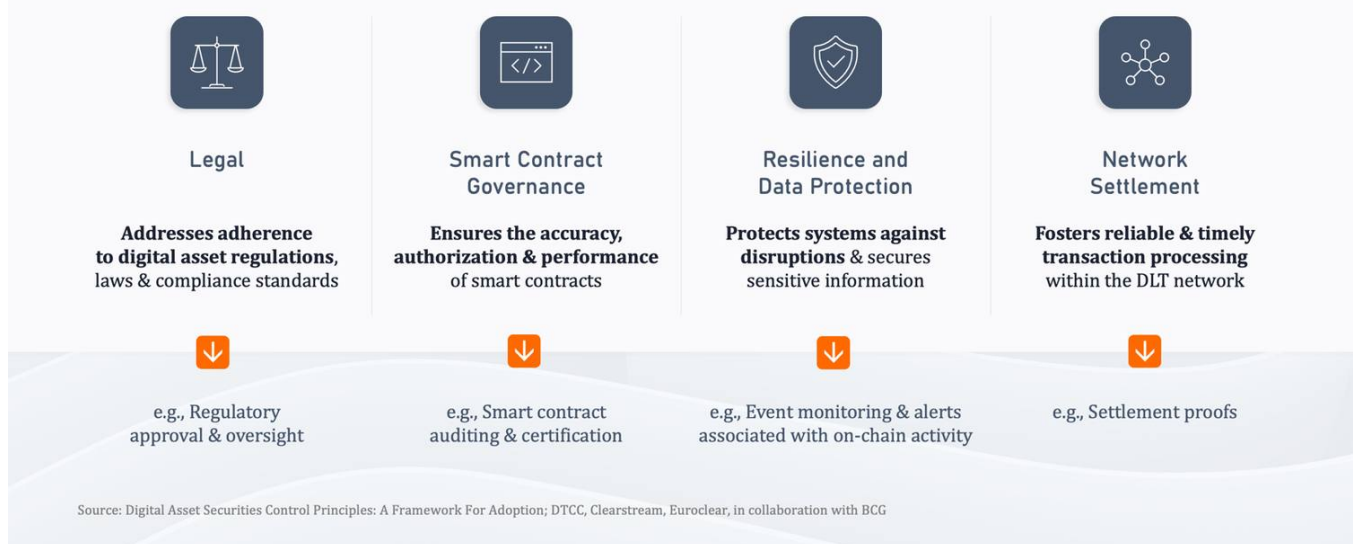 Legal
Addresses adherence
to digital asset regulations,
laws & compliance standards
e.g., Regulatory
approval & oversight
</>
Smart Contract
Governance
Ensures the accuracy,
authorization & performance
of smart contracts
e.g., Smart contract
auditing & certification
Resilience and
Data Protection
Protects systems against
disruptions & secures
sensitive information
e.g., Event monitoring & alerts
associated with on-chain activity
Network
Settlement
Fosters reliable & timely
transaction processing
within the DLT network
e.g., Settlement proofs
Source: Digital Asset Securities Control Principles: A Framework For Adoption; DTCC, Clearstream, Euroclear, in collaboration with BCG